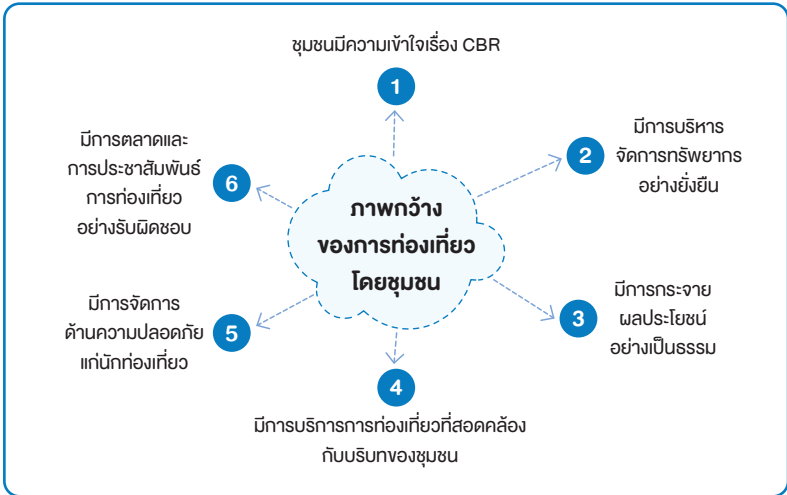 ชุมชนมีความเข้าใจเรื่อง CBR
1
มีการบริหาร
จัดการทรัพยากร
อย่างยั่งยืน
2
มีการกระจาย
ผลประโยชน์
อย่างเป็นธรรม
3
4
มีการบริการการท่องเที่ยวที่สอดคล้อง
กับบริบทของชุมชน
มีการจัดการ
ด้านความปลอดภัย
แก่นักท่องเที่ยว
5
มีการตลาดและ
การประชาสัมพันธ์
การท่องเที่ยว
อย่างรับผิดชอบ
6
ภาพกว้าง
ของการท่องเที่ยว
โดยชุมชน